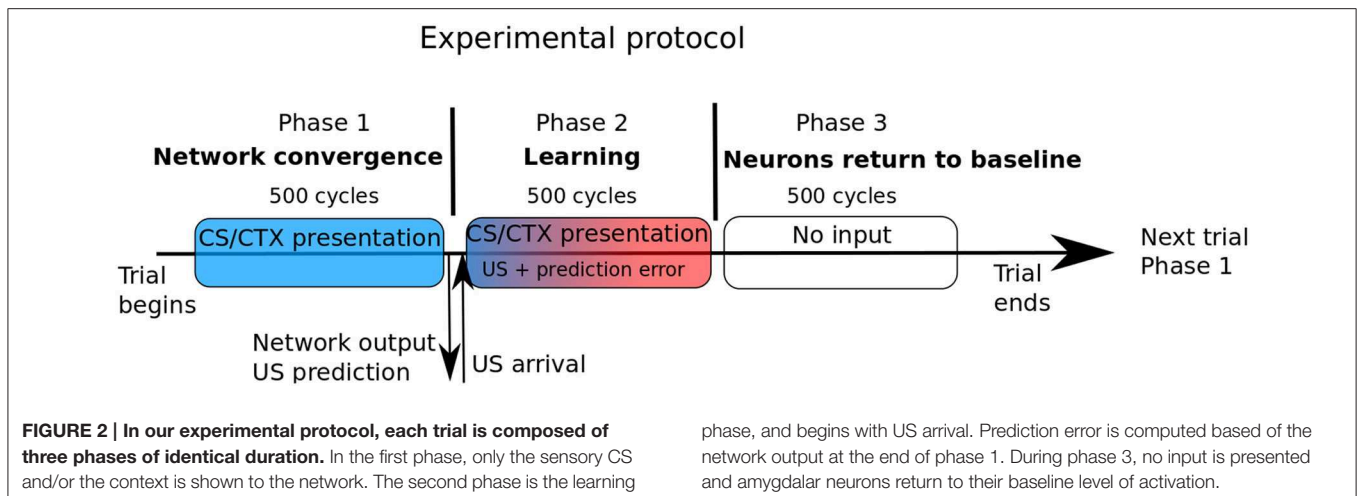 Experimental protocol
Phase 1
Network convergence
500 cycles
CS/CTX presentation
Phase 2
Learning
500 cycles
CS/CTX presentation
US + prediction error
Phase 3
Neurons return to baseline
500 cycles
No input
Trial
begins
Network output
US prediction
US arrival
Trial
ends
Next trial
Phase 1
FIGURE 2 | In our experimental protocol, each trial is composed of
three phases of identical duration. In the first phase, only the sensory CS
and/or the context is shown to the network. The second phase is the learning
phase, and begins with US arrival. Prediction error is computed based of the
network output at the end of phase 1. During phase 3, no input is presented
and amygdalar neurons return to their baseline level of activation.